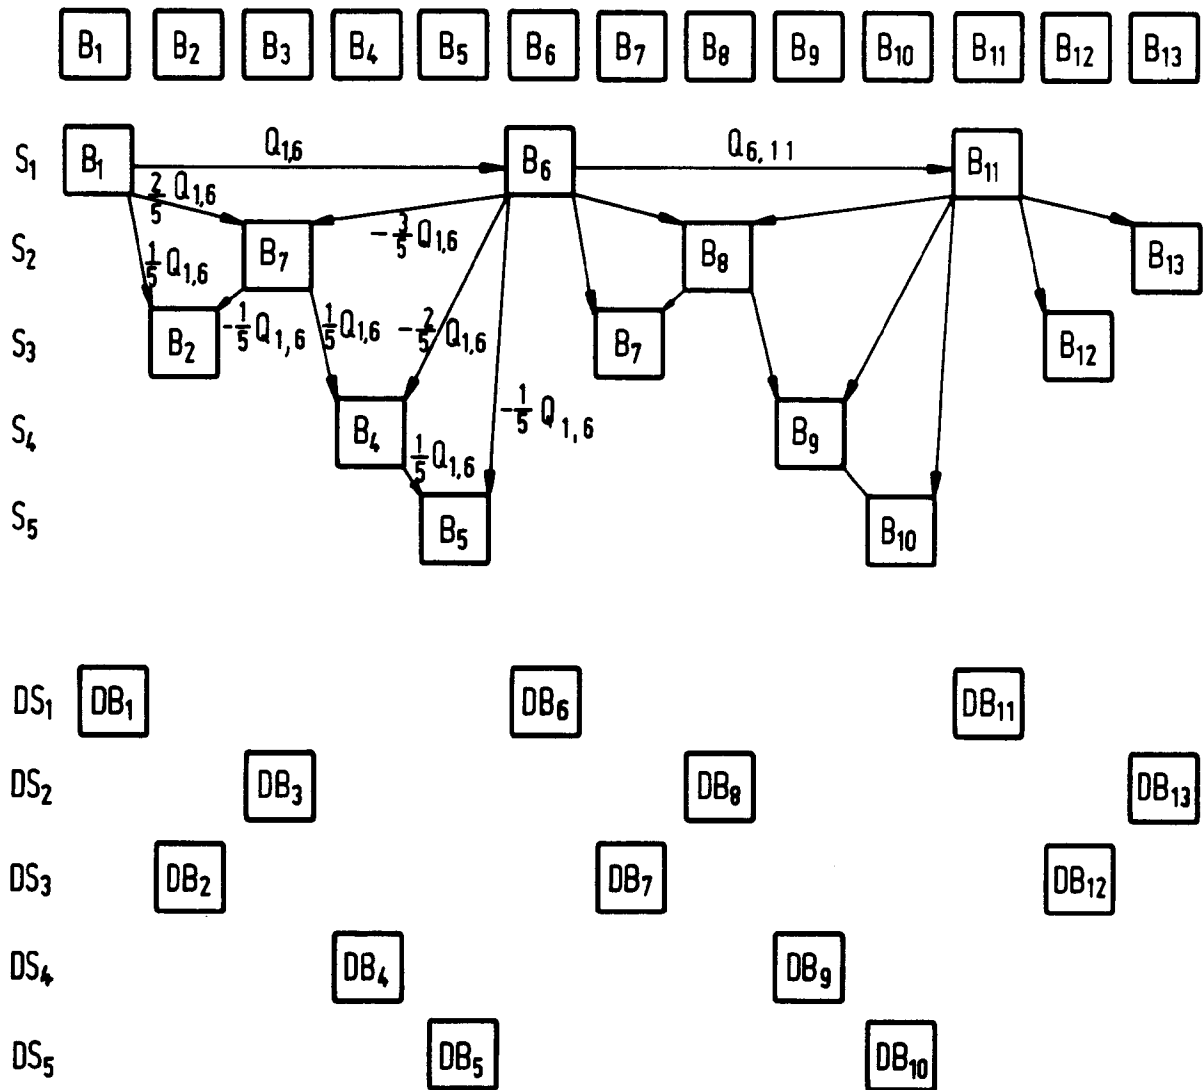 B1 B2 B3 B4 B5 B6 B7 B8 B9 B10 B11 B12 B13
S1 B1 Q1,6 B6 Q6,11 B11
2/5 Q1,6
S2 B7 -3/5 Q1,6 B8 B13
1/5 Q1,6
S3 B2 -1/5 Q1,6 1/5 Q1,6 -2/5 Q1,6 B7 B12
S4 B4 1/5 Q1,6 -1/5 Q1,6 B9
S5 B5 B10
DS1 DB1 DB6 DB11
DS2 DB3 DB8 DB13
DS3 DB2 DB7 DB12
DS4 DB4 DB9
DS5 DB5 DB10